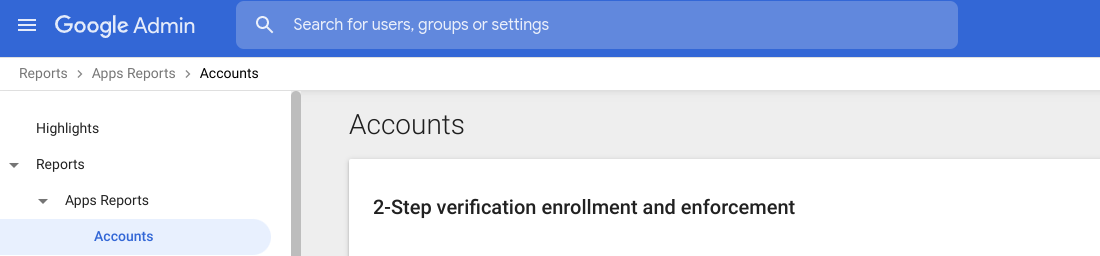 Google Admin
Search for users, groups or settings
Reports > Apps Reports > Accounts
Highlights
Reports
Apps Reports
Accounts
Accounts
2-Step verification enrollment and enforcement